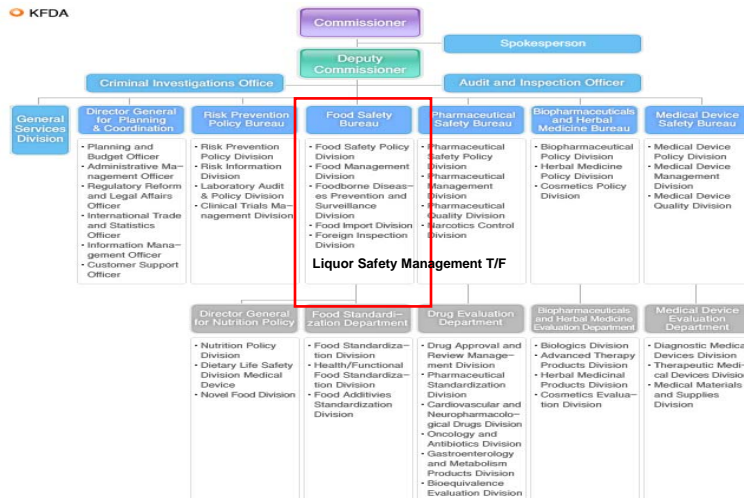 KFDA
Commissioner
Spokesperson
Deputy
Commissioner
Criminal Investigations Office
Audit and Inspection Officer
General
Services
Division
Director General
for Planning
& Coordination
· Planning and
Budget Officer
· Administrative Ma–
nagement Officer
· Regulatory Reform
and Legal Affairs
Officer
· International Trade
and Statistics
Officer
· Information Mana–
gement Officer
· Customer Support
Officer
Risk Prevention
Policy Bureau
· Risk Prevention
Policy Division
· Risk Information
Division
· Laboratory Audit
& Policy Division
· Clinical Trials Ma–
nagement Division
Food Safety
Bureau
· Food Safety Policy
Division
· Food Management
Division
· Foodborne Diseas–
es Prevention and
Surveillance
Division
· Food Import Division
· Foreign Inspection
Division
Liquor Safety Management T/F
Pharmaceutical
Safety Bureau
· Pharmaceutical
Safety Policy
Division
· Pharmaceutical
Management
Division
· Pharmaceutical
Quality Division
· Narcotics Control
Division
Biopharmaceuticals
and Herbal
Medicine Bureau
· Biopharmaceutical
Policy Division
· Herbal Medicine
Policy Division
· Cosmetics Policy
Division
Medical Device
Safety Bureau
· Medical Device
Policy Division
· Medical Device
Management
Division
· Medical Device
Quality Division
Director General
for Nutrition Policy
· Nutrition Policy
Division
· Dietary Life Safety
Division Medical
Device
· Novel Food Division
Food Standardi–
zation Department
· Food Standardiza–
tion Division
· Health/Functional
Food Standardiza–
tion Division
· Food Additivies
Standardization
Division
Drug Evaluation
Department
· Drug Approval and
Review Manage–
ment Division
· Pharmaceutical
Standardization
Division
· Cardiovascular and
Neuropharmacolo–
gical Drugs Division
· Oncology and
Antibiotics Division
· Gastroenterology
and Metabolism
Products Division
· Bioequivalence
Evaluation Division
Biopharmaceuticals
and Herbal Medicine
Evaluation Department
· Biologics Division
· Advanced Therapy
Products Division
· Herbal Medicinal
Products Division
· Cosmetics Evalua–
tion Division
Medical Device
Evaluation
Department
· Diagnostic Medical
Devices Division
· Therapeutic Medi–
cal Devices Division
· Medical Materials
and Supplies
Division